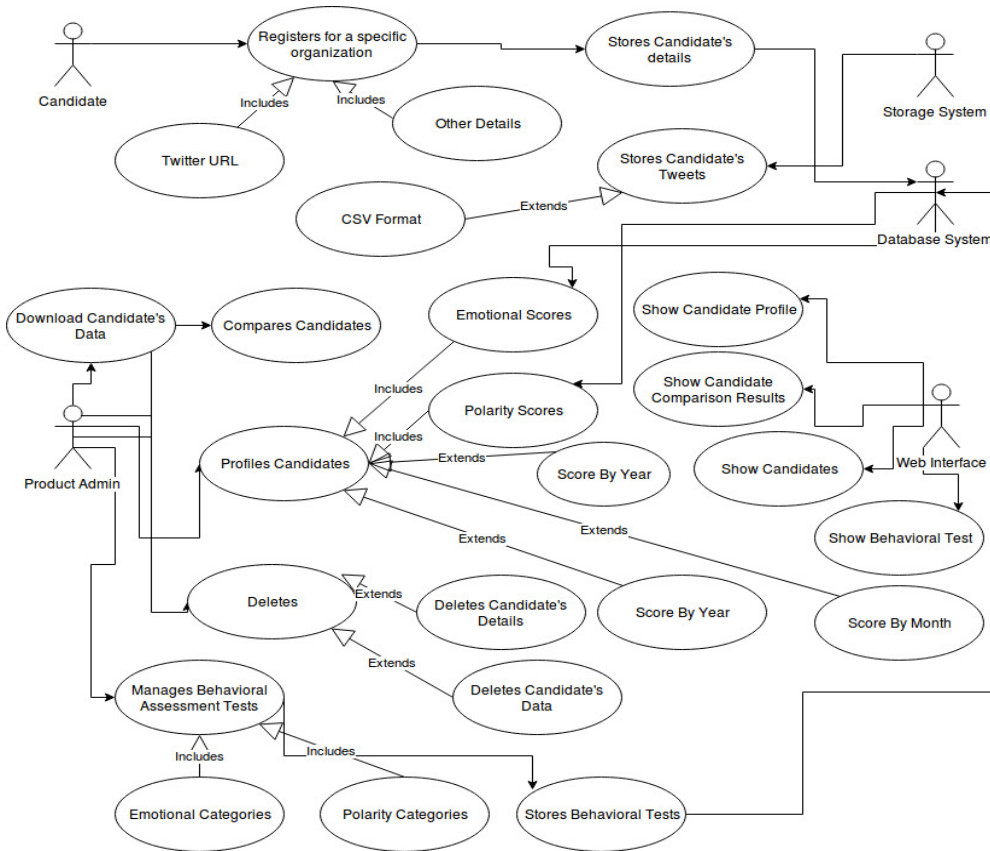 Registers for a specific
organization
Stores Candidate's
details
Candidate
Storage System
Includes
Includes
Other Details
Twitter URL
Stores Candidate's
Tweets
CSV Format
Extends
Database System
Download Candidate's
Data
Compares Candidates
Emotional Scores
Show Candidate Profile
Includes
Show Candidate
Comparison Results
Polarity Scores
Includes
Extends
Profiles Candidates
Score By Year
Show Candidates
Web Interface
Product Admin
Extends
Extends
Show Behavioral Test
Deletes
Extends
Deletes Candidate's
Details
Score By Year
Score By Month
Extends
Manages Behavioral
Assessment Tests
Deletes Candidate's
Data
Includes
Includes
Emotional Categories
Polarity Categories
Stores Behavioral Tests